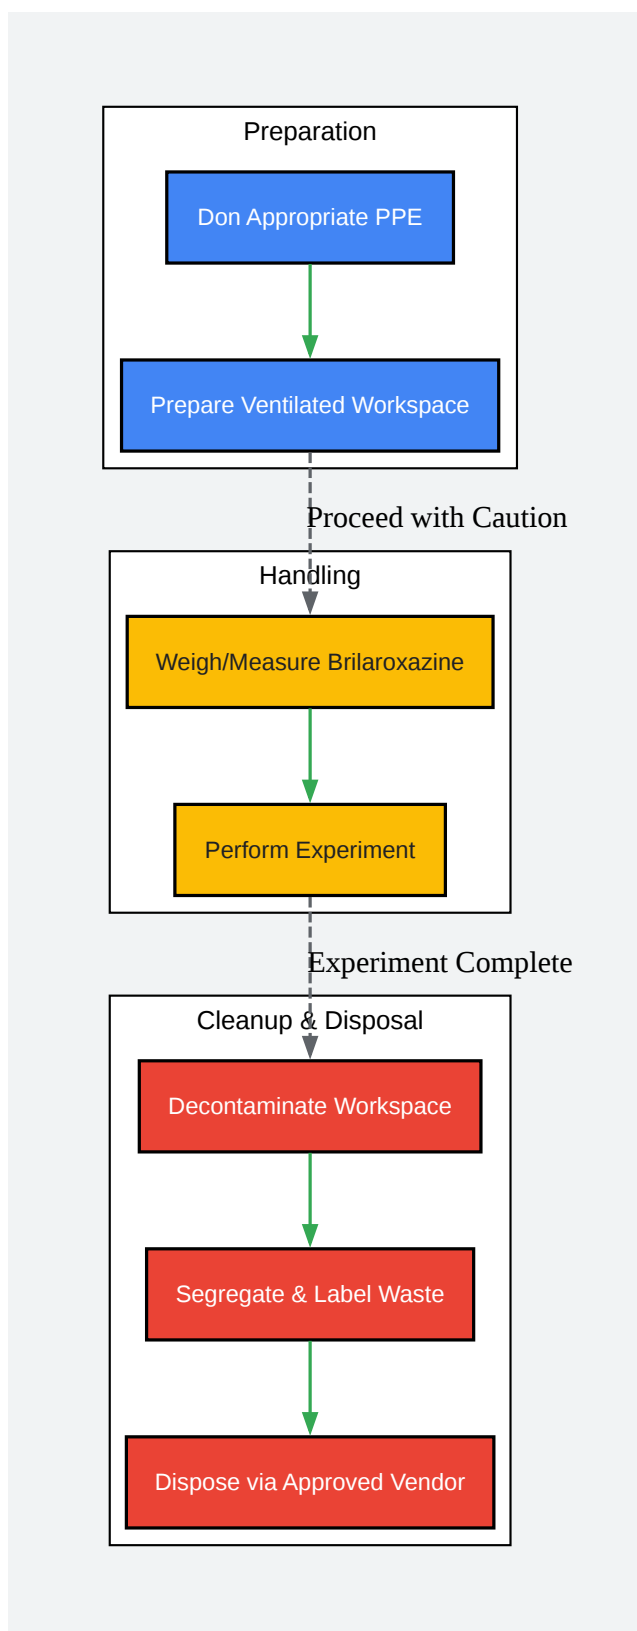 Preparation
Don Appropriate PPE
Prepare Ventilated Workspace
Proceed with Caution
Handling
Weigh/Measure Brilaroxazine
Perform Experiment
Experiment Complete
Cleanup & Disposal
Decontaminate Workspace
Segregate & Label Waste
Dispose via Approved Vendor